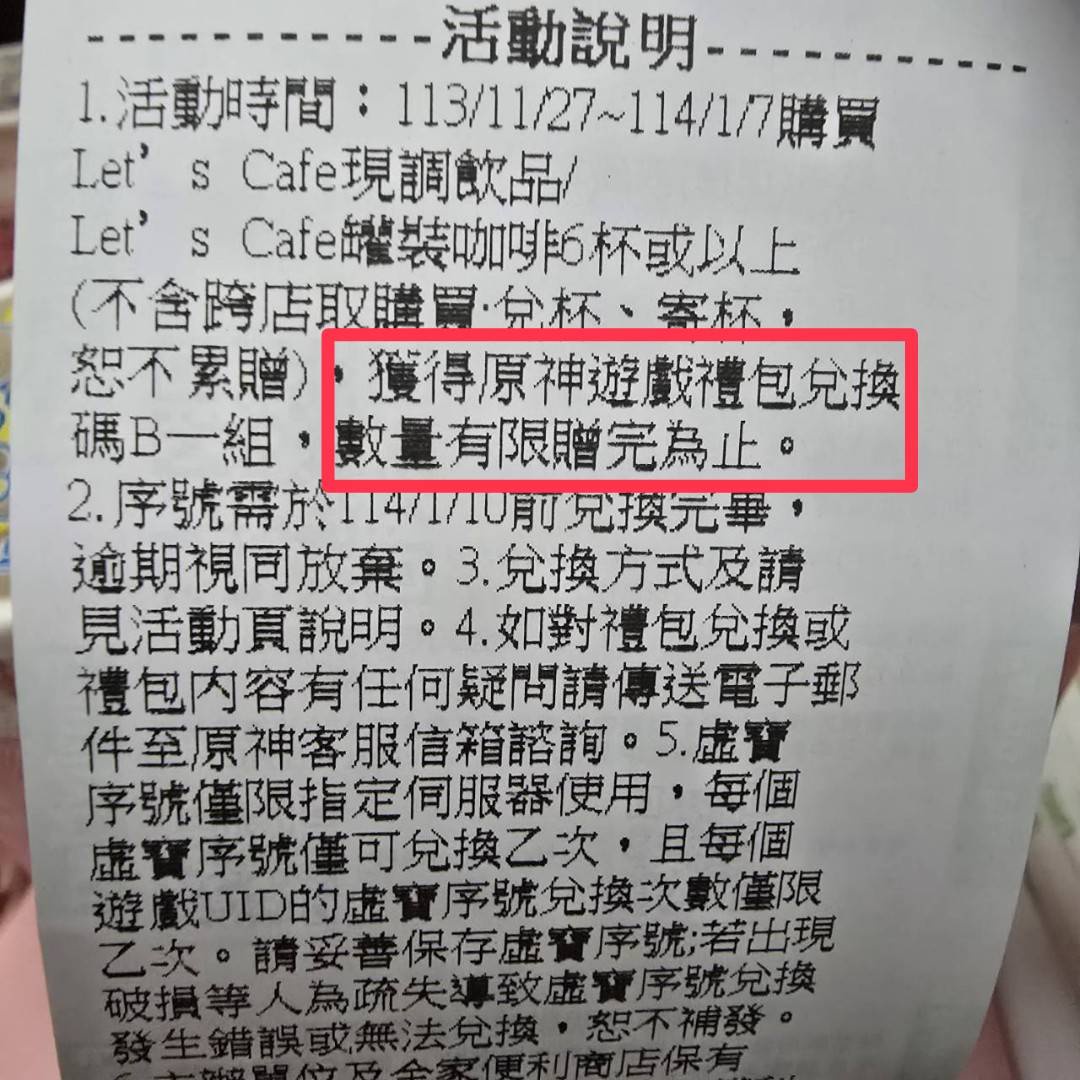 -----------活動說明-----------
1.活動時間：113/11/27~114/1/7購買
Let’ s Cafe現調飲品/
Let’ s Cafe罐裝咖啡6杯或以上
(不含跨店取購買;兌杯、寄杯，
恕不累贈)，獲得原神遊戲禮包兌換
碼B一組，數量有限贈完為止。
2.序號需於114/1/10前兌換完畢，
逾期視同放棄。3.兌換方式及請
見活動頁說明。4.如對禮包兌換或
禮包內容有任何疑問請傳送電子郵
件至原神客服信箱諮詢。5.虛寶
序號僅限指定伺服器使用，每個
虛寶序號僅可兌換乙次，且每個
遊戲UID的虛寶序號兌換次數僅限
乙次。請妥善保存虛寶序號;若出現
破損等人為疏失導致虛寶序號兌換
發生錯誤或無法兌換，恕不補發。
6.主辦單位及全家便利商店保有